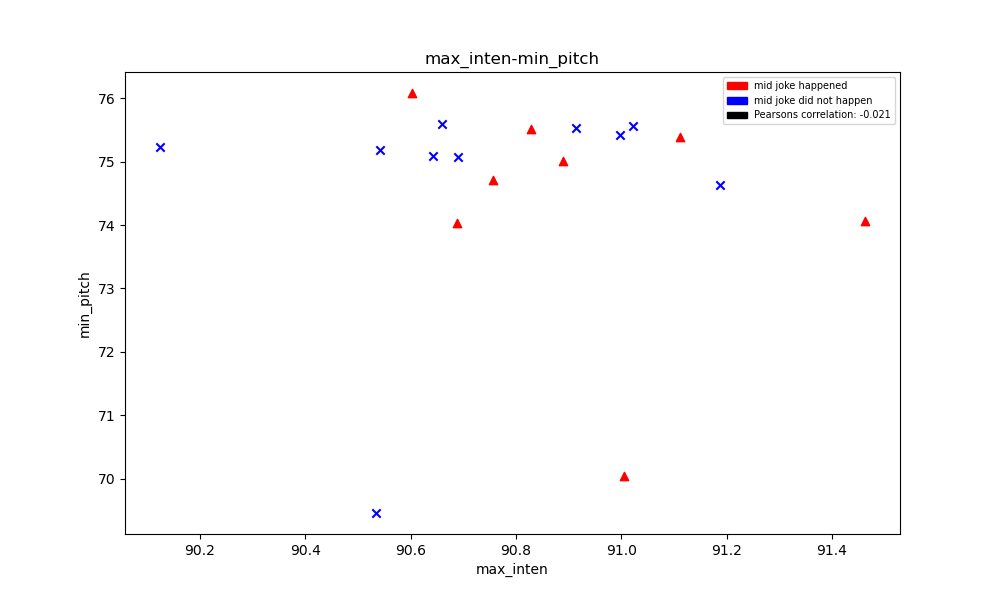 max_inten-min_pitch
mid joke happened
mid joke did not happen
Pearsons correlation: -0.021
76
75
74
73
72
71
70
min_pitch
90.2 90.4 90.6 90.8 91.0 91.2 91.4
max_inten